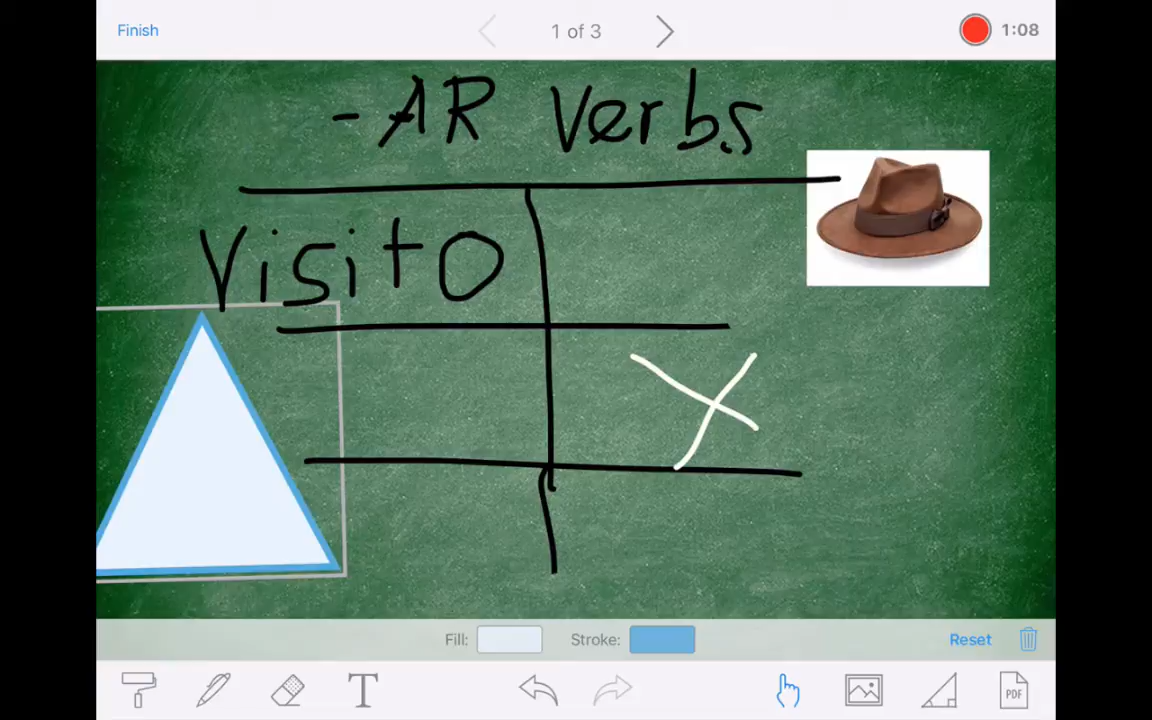 Finish
1 of 3
1:08
-AR verbs
Visito
X
Fill:
Stroke:
Reset
T
PDF